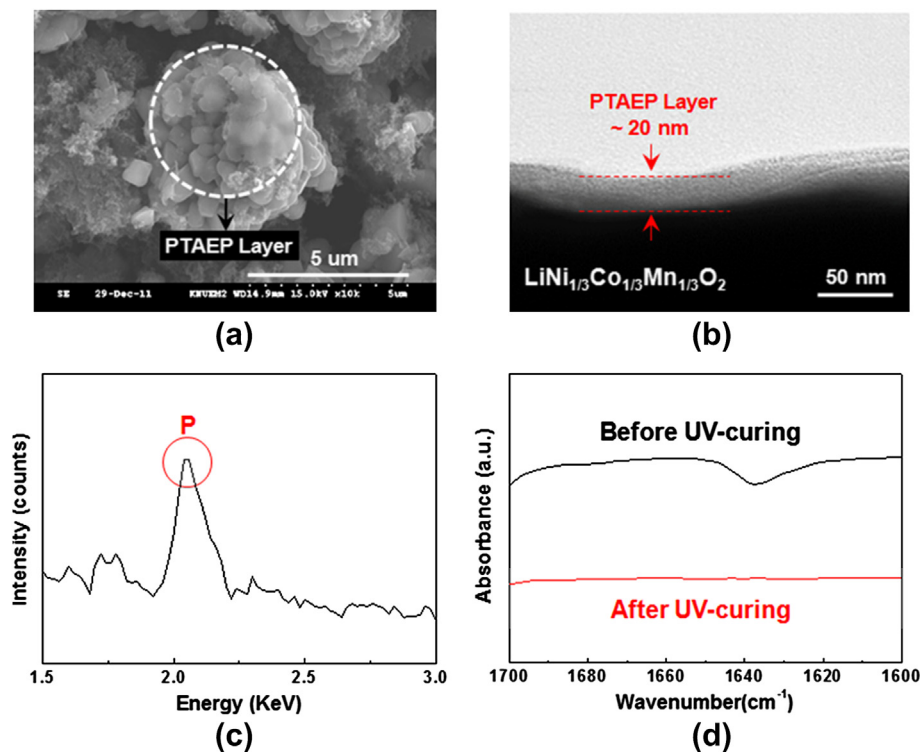 PTAEP Layer
5 um
SE 29-Dec-11 KNUEM2 WD14.9mm 15.0kV x10k 5um
(a)
PTAEP Layer
~ 20 nm
LiNi1/3Co1/3Mn1/3O2
50 nm
(b)
P
Intensity (counts)
1.5 2.0 2.5 3.0
Energy (KeV)
(c)
Before UV-curing
After UV-curing
Absorbance (a.u.)
1700 1680 1660 1640 1620 1600
Wavenumber(cm-1)
(d)